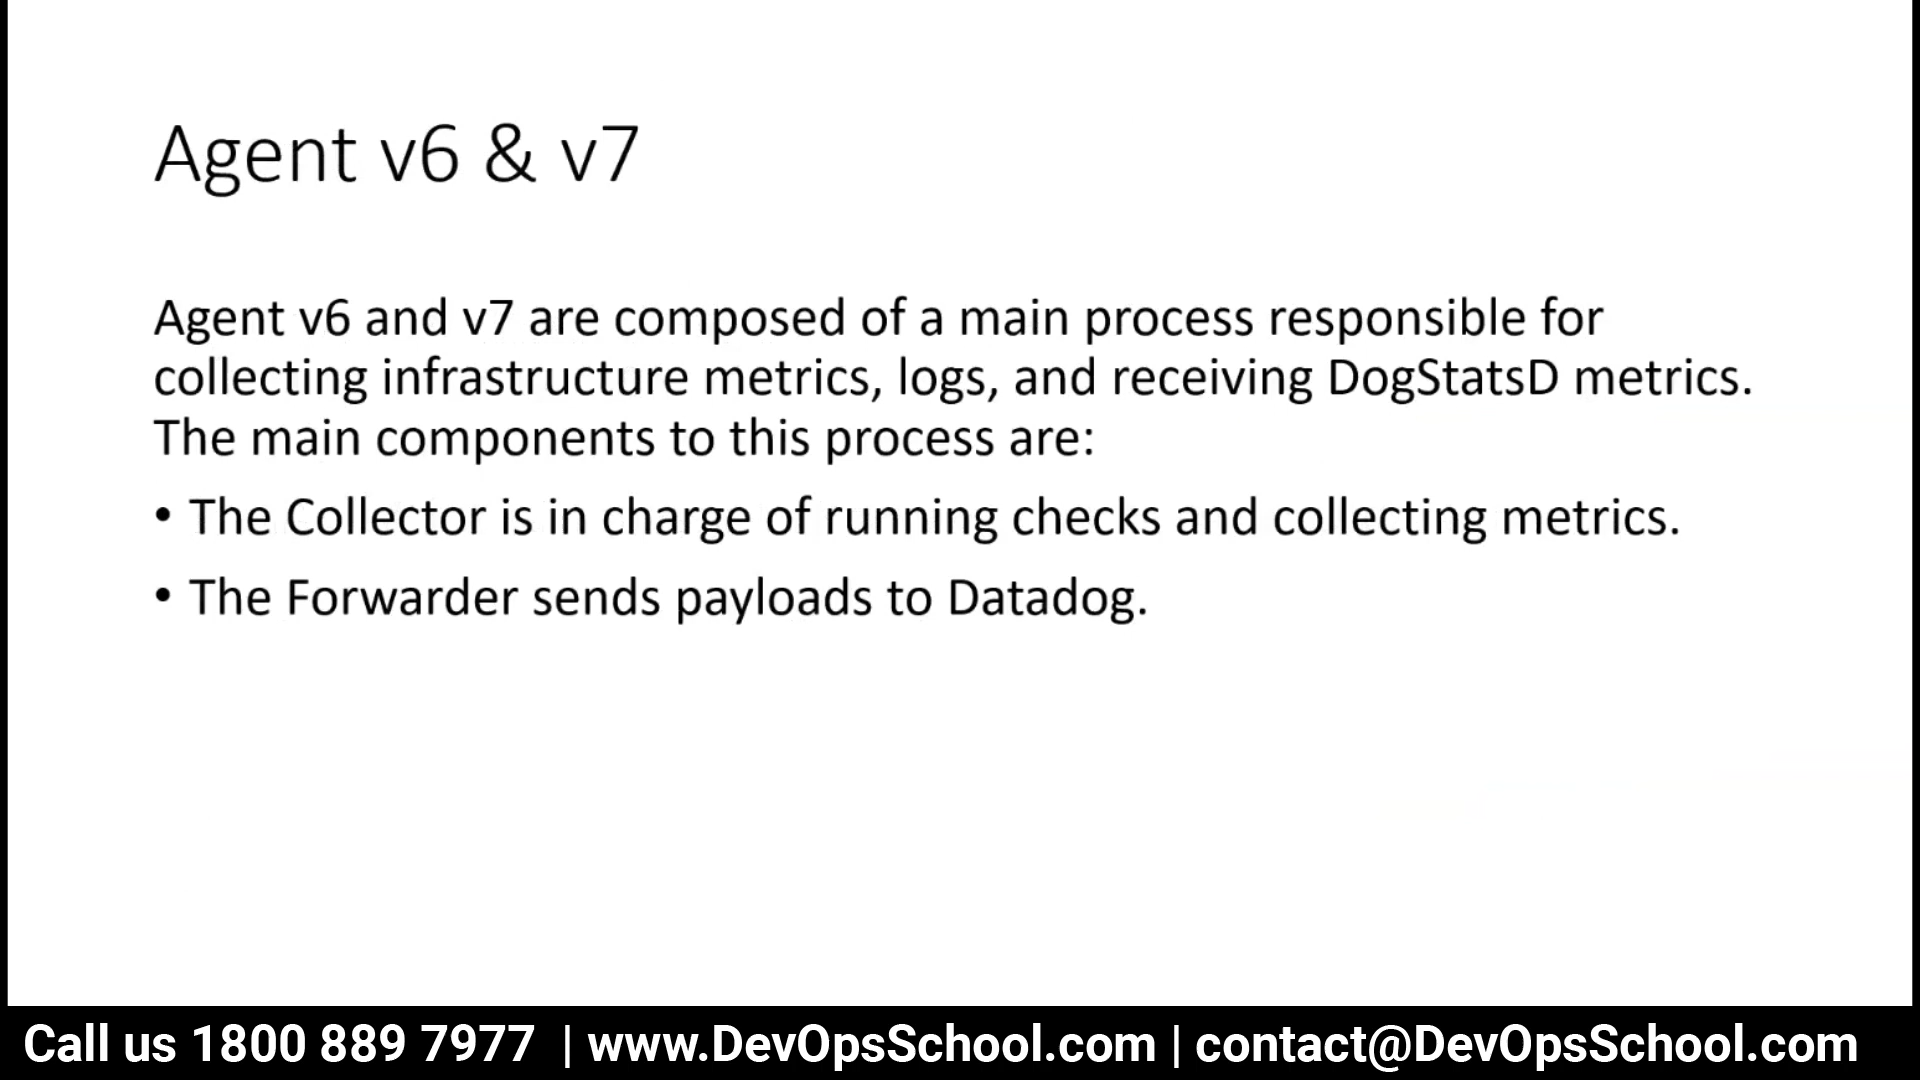 Agent v6 & v7
Agent v6 and v7 are composed of a main process responsible for
collecting infrastructure metrics, logs, and receiving DogStatsD metrics.
The main components to this process are:
• The Collector is in charge of running checks and collecting metrics.
• The Forwarder sends payloads to Datadog.
Call us 1800 889 7977 | www.DevOpsSchool.com | contact@DevOpsSchool.com